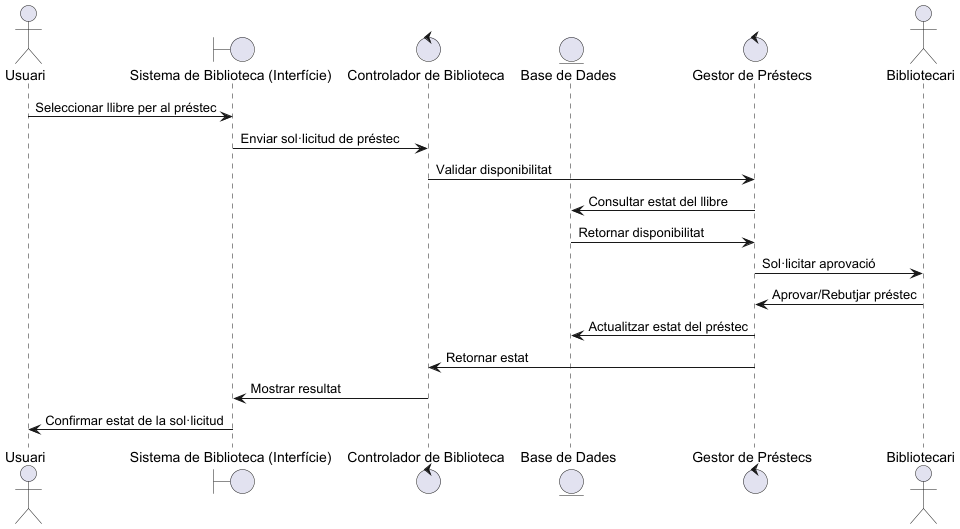 Usuari
Sistema de Biblioteca (Interfície)
Controlador de Biblioteca
Base de Dades
Gestor de Préstecs
Bibliotecari
Seleccionar llibre per al préstec
Enviar sol·licitud de préstec
Validar disponibilitat
Consultar estat del llibre
Retornar disponibilitat
Sol·licitar aprovació
Aprovar/Rebutjar préstec
Actualitzar estat del préstec
Retornar estat
Mostrar resultat
Confirmar estat de la sol·licitud
Usuari
Sistema de Biblioteca (Interfície)
Controlador de Biblioteca
Base de Dades
Gestor de Préstecs
Bibliotecari